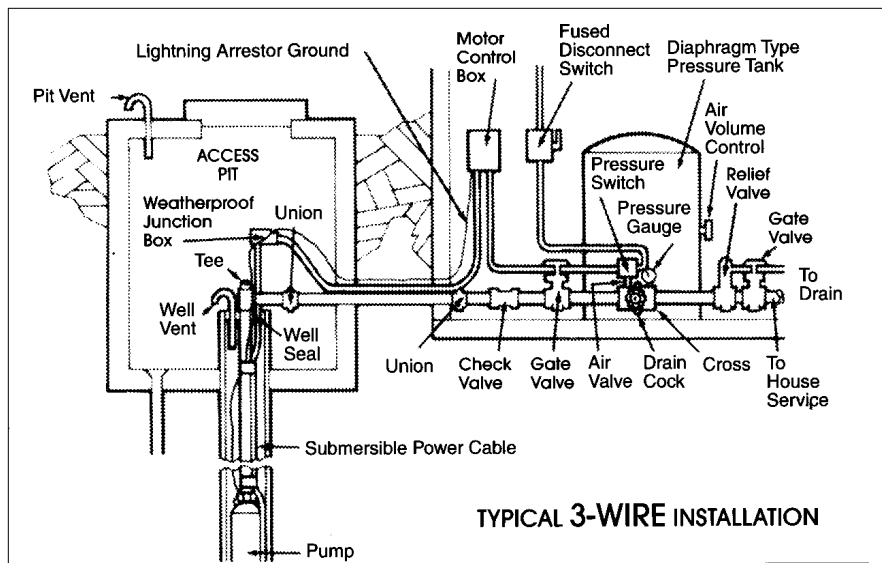 Lightning Arrestor Ground
Motor
Control
Box
Fused
Disconnect
Switch
Diaphragm Type
Pressure Tank
Pit Vent
Air
Volume
Control
ACCESS
PIT
Pressure
Switch
Relief
Valve
Weatherproof
Junction
Box
Union
Pressure
Gauge
Gate
Valve
Tee
To
Drain
Well
Vent
Well
Seal
Union
Check
Valve
Gate
Valve
Air
Valve
Drain
Cock
Cross
To
House
Service
Submersible Power Cable
TYPICAL 3-WIRE INSTALLATION
Pump